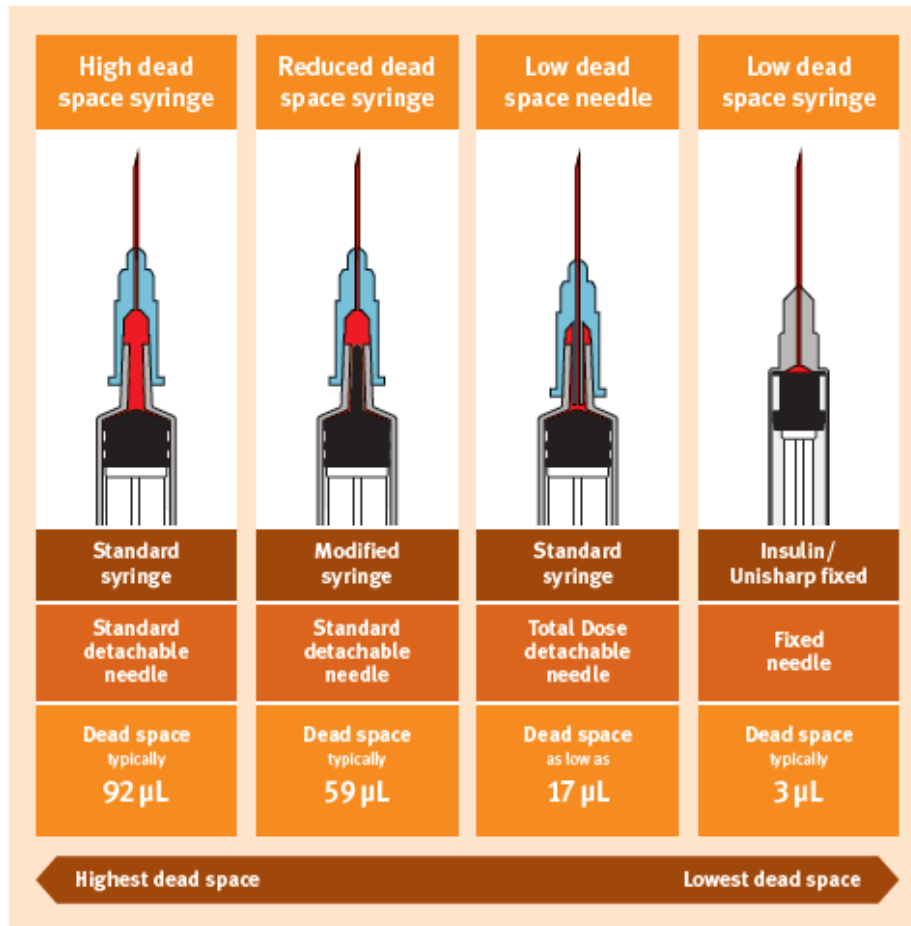 High dead
space syringe
Reduced dead
space syringe
Low dead
space needle
Low dead
space syringe
Standard
syringe
Modified
syringe
Standard
syringe
Insulin/
Unisharp fixed
Standard
detachable
needle
Standard
detachable
needle
Total Dose
detachable
needle
Fixed
needle
Dead space
typically
92 µL
Dead space
typically
59 µL
Dead space
as low as
17 µL
Dead space
typically
3 µL
Highest dead space
Lowest dead space